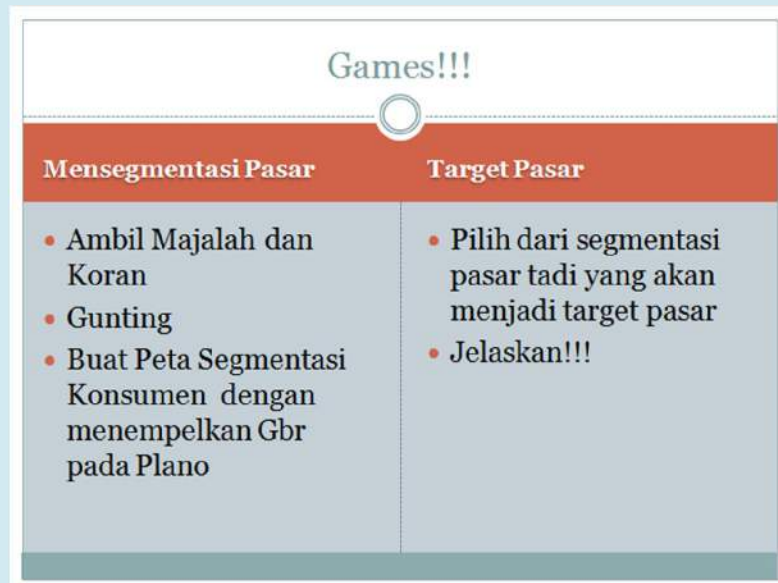 Games!!!
Mensegmentasi Pasar
Ambil Majalah dan
Koran
Gunting
Buat Peta Segmentasi
Konsumen dengan
menempelkan Gbr
pada Plano
Target Pasar
Pilih dari segmentasi
pasar tadi yang akan
menjadi target pasar
Jelaskan!!!